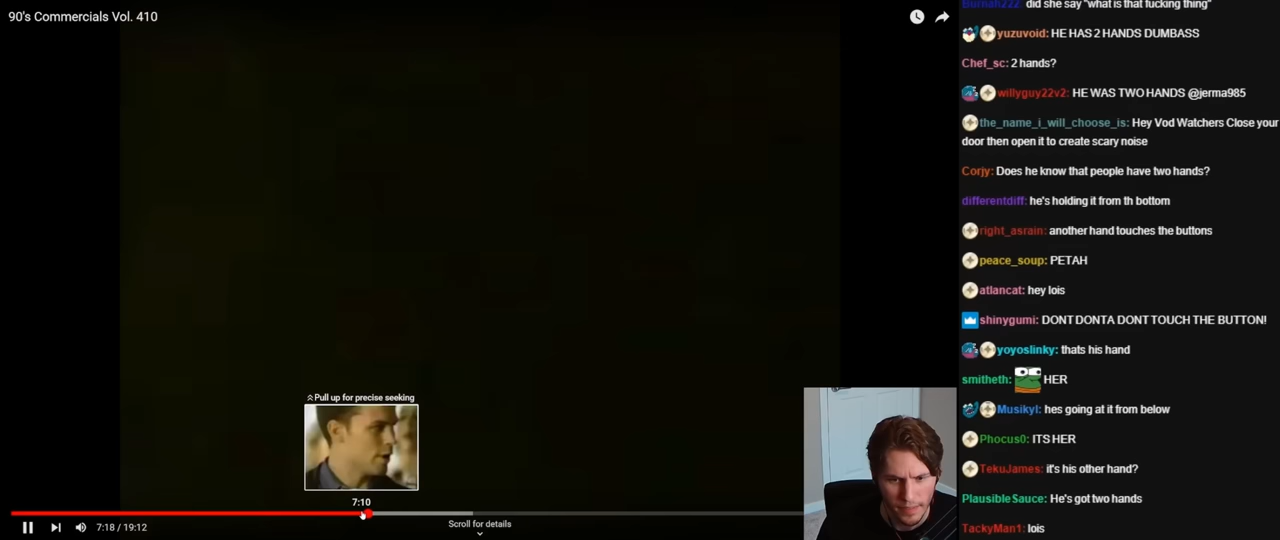 90's Commercials Vol. 410
Burnah222: did she say "what is that fucking thing"
yuzuvoid: HE HAS 2 HANDS DUMBASS
Chef_sc: 2 hands?
willyguy22v2: HE WAS TWO HANDS @jerma985
the_name_i_will_choose_is: Hey Vod Watchers Close your
door then open it to create scary noise
Corjy: Does he know that people have two hands?
differentdiff: he's holding it from th bottom
right_asrain: another hand touches the buttons
peace_soup: PETAH
atlancat: hey lois
shinygumi: DONT DONTA DONT TOUCH THE BUTTON!
yoyoslinky: thats his hand
smitheth: HER
Musikyl: hes going at it from below
Phocus0: ITS HER
TekuJames: it's his other hand?
PlausibleSauce: He's got two hands
TackyMan1: lois
Pull up for precise seeking
7:10
7:18 / 19:12
Scroll for details